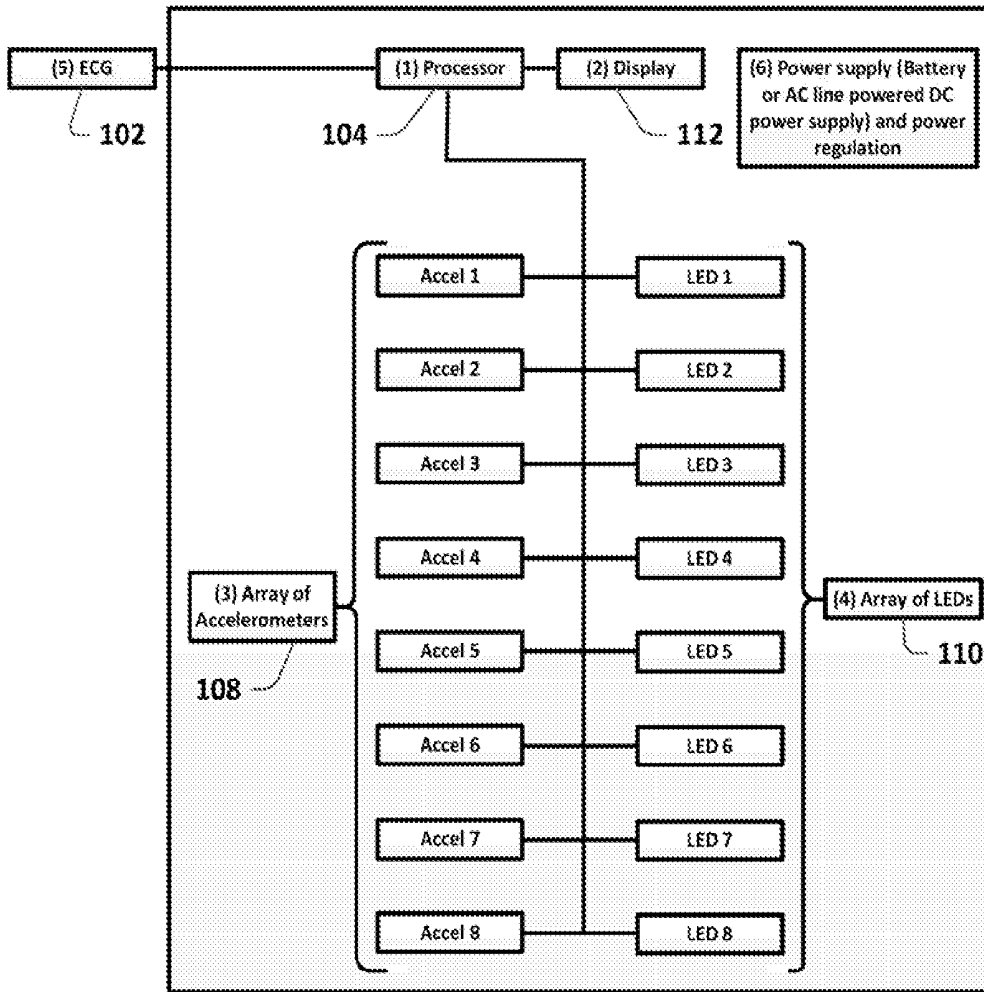 (5) ECG
(1) Processor
(2) Display
(6) Power supply (Battery
or AC line powered DC
power supply) and power
regulation
102
104
112
Accel 1
LED 1
Accel 2
LED 2
Accel 3
LED 3
Accel 4
LED 4
(3) Array of
Accelerometers
(4) Array of LEDs
108
110
Accel 5
LED 5
Accel 6
LED 6
Accel 7
LED 7
Accel 8
LED 8